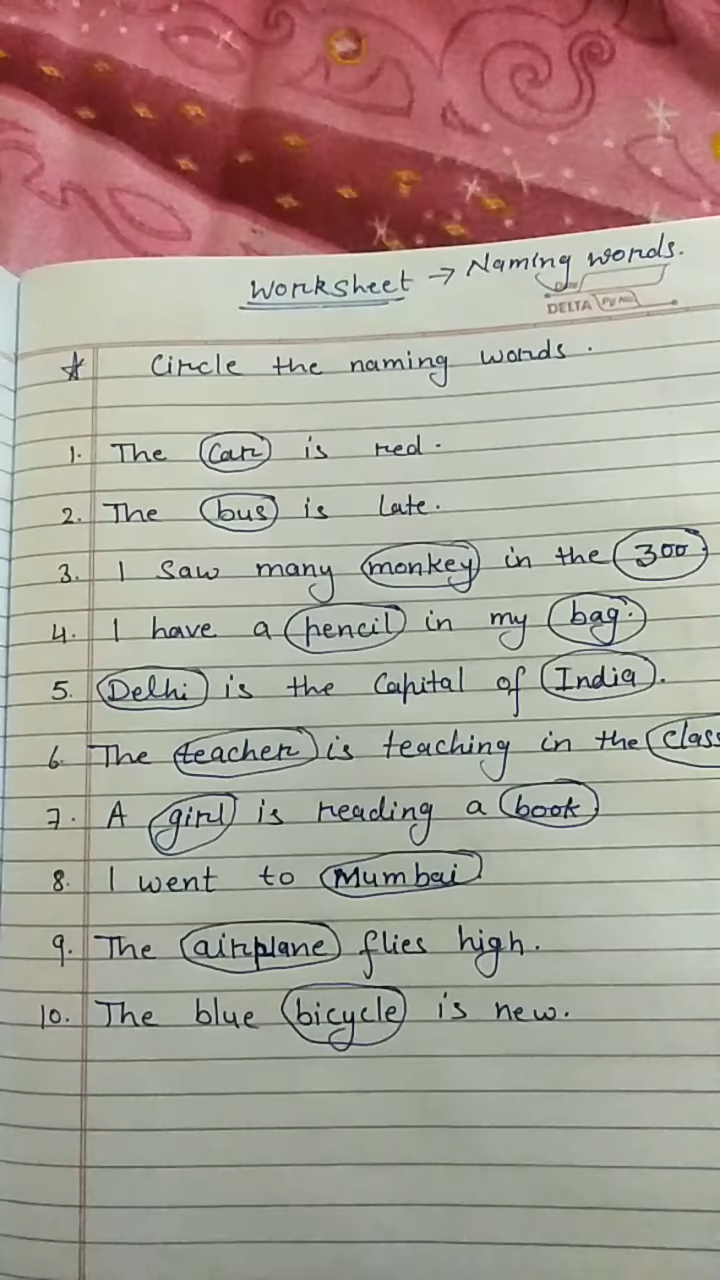 Worksheet → Naming words.
DELTA
☆ Circle the naming words.
1. The car is red.
2. The bus is late.
3. I saw many monkey in the zoo
4. I have a pencil in my bag.
5. Delhi is the Capital of India.
6. The teacher is teaching in the class
7. A girl is reading a book
8. I went to Mumbai
9. The airplane flies high.
10. The blue bicycle is new.